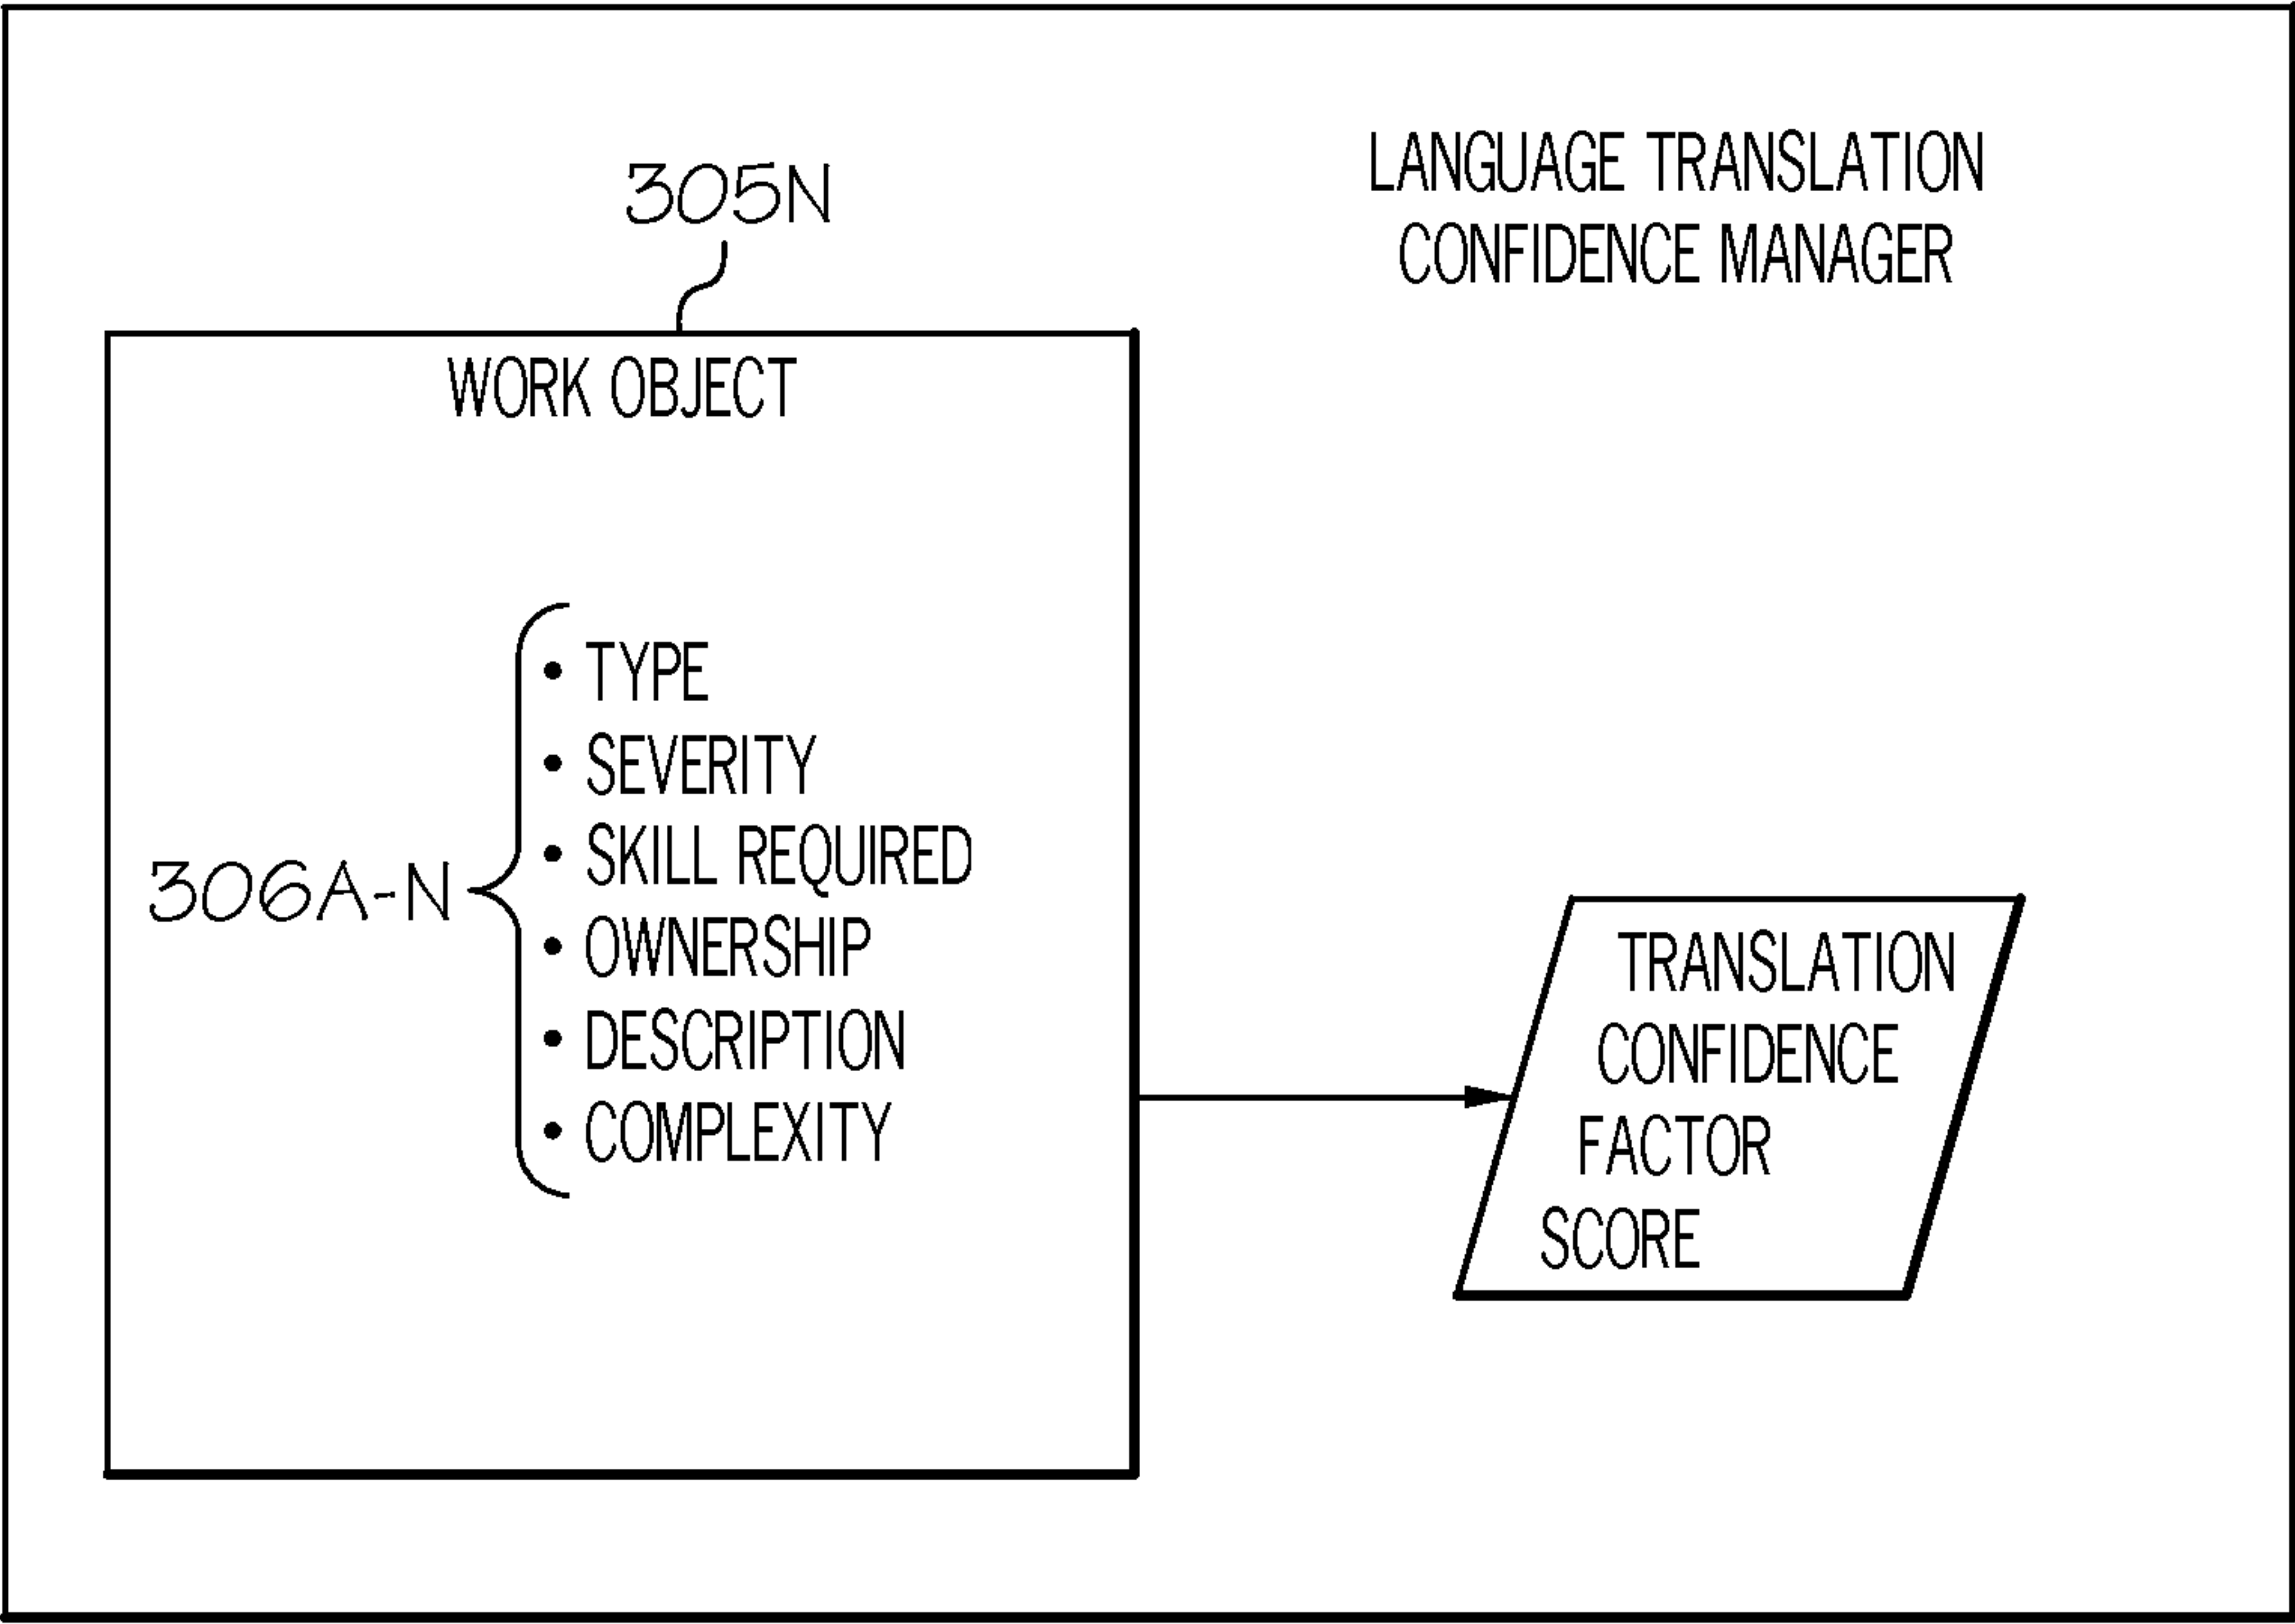 LANGUAGE TRANSLATION
CONFIDENCE MANAGER
305N
WORK OBJECT
306A-N
• TYPE
• SEVERITY
• SKILL REQUIRED
• OWNERSHIP
• DESCRIPTION
• COMPLEXITY
TRANSLATION
CONFIDENCE
FACTOR
SCORE